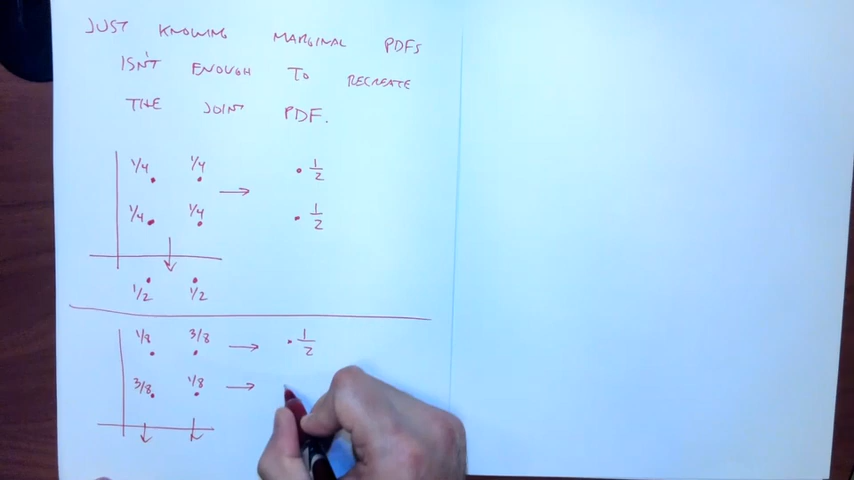 JUST KNOWING MARGINAL PDFS
ISN'T ENOUGH TO RECREATE
THE JOINT PDF.
1/4 1/4 → 1/2
1/4 1/4 1/2
1/2 1/2
1/8 3/8 → 1/2
3/8 1/8 →